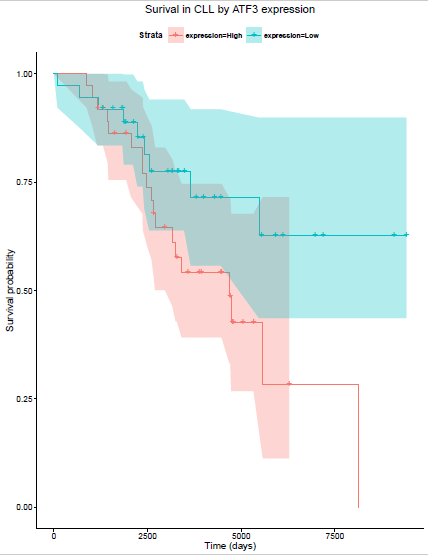 Surival in CLL by ATF3 expression
Strata expression=High expression=Low
1.00
0.75
0.50
0.25
0.00
Survival probability
0 2500 5000 7500
Time (days)